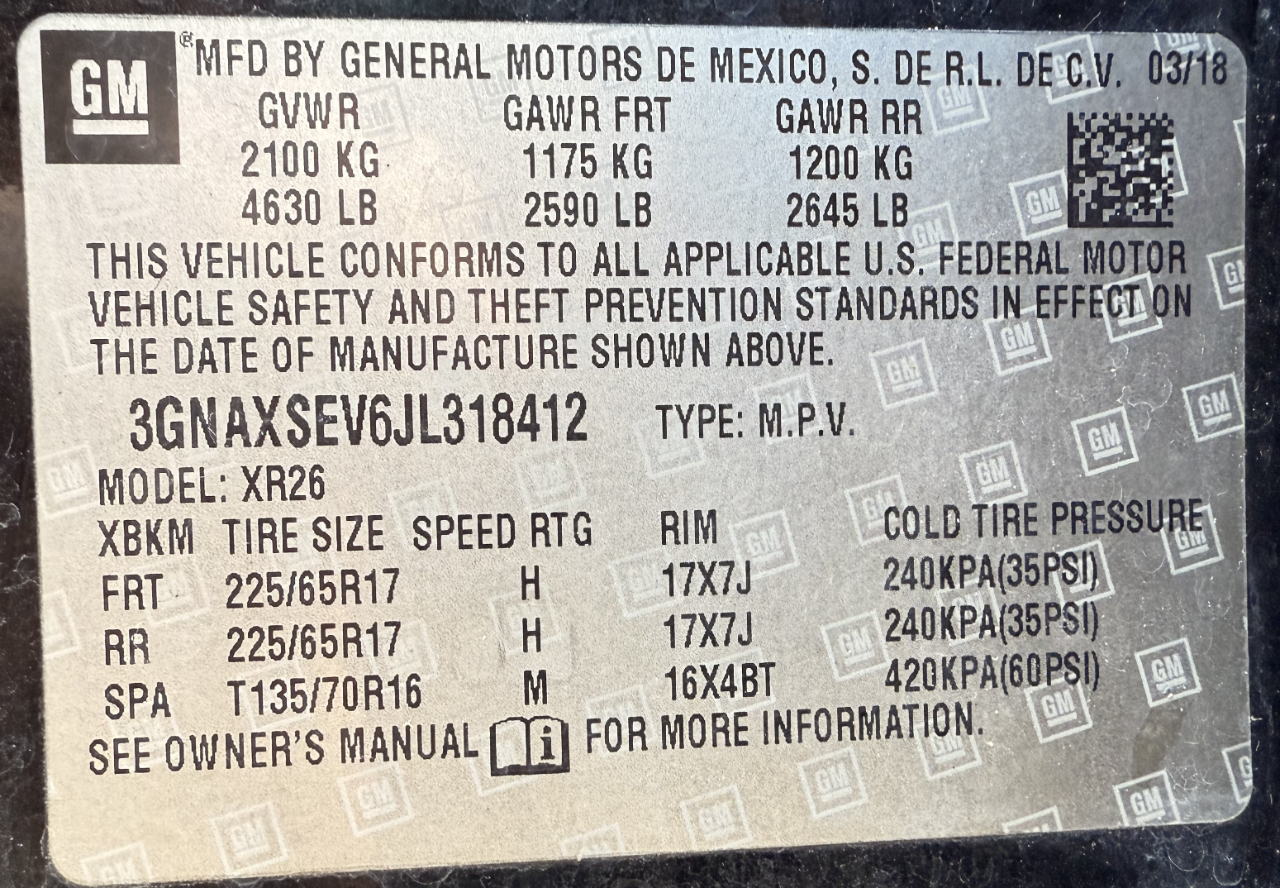 GM ® MFD BY GENERAL MOTORS DE MEXICO, S. DE R.L. DE C.V. 03/18
GVWR GAWR FRT GAWR RR
2100 KG 1175 KG 1200 KG
4630 LB 2590 LB 2645 LB
THIS VEHICLE CONFORMS TO ALL APPLICABLE U.S. FEDERAL MOTOR
VEHICLE SAFETY AND THEFT PREVENTION STANDARDS IN EFFECT ON
THE DATE OF MANUFACTURE SHOWN ABOVE.
3GNAXSEV6JL318412 TYPE: M.P.V.
MODEL: XR26
XBKM TIRE SIZE SPEED RTG RIM COLD TIRE PRESSURE
FRT 225/65R17 H 17X7J 240KPA(35PSI)
RR 225/65R17 H 17X7J 240KPA(35PSI)
SPA T135/70R16 M 16X4BT 420KPA(60PSI)
SEE OWNER'S MANUAL i FOR MORE INFORMATION.